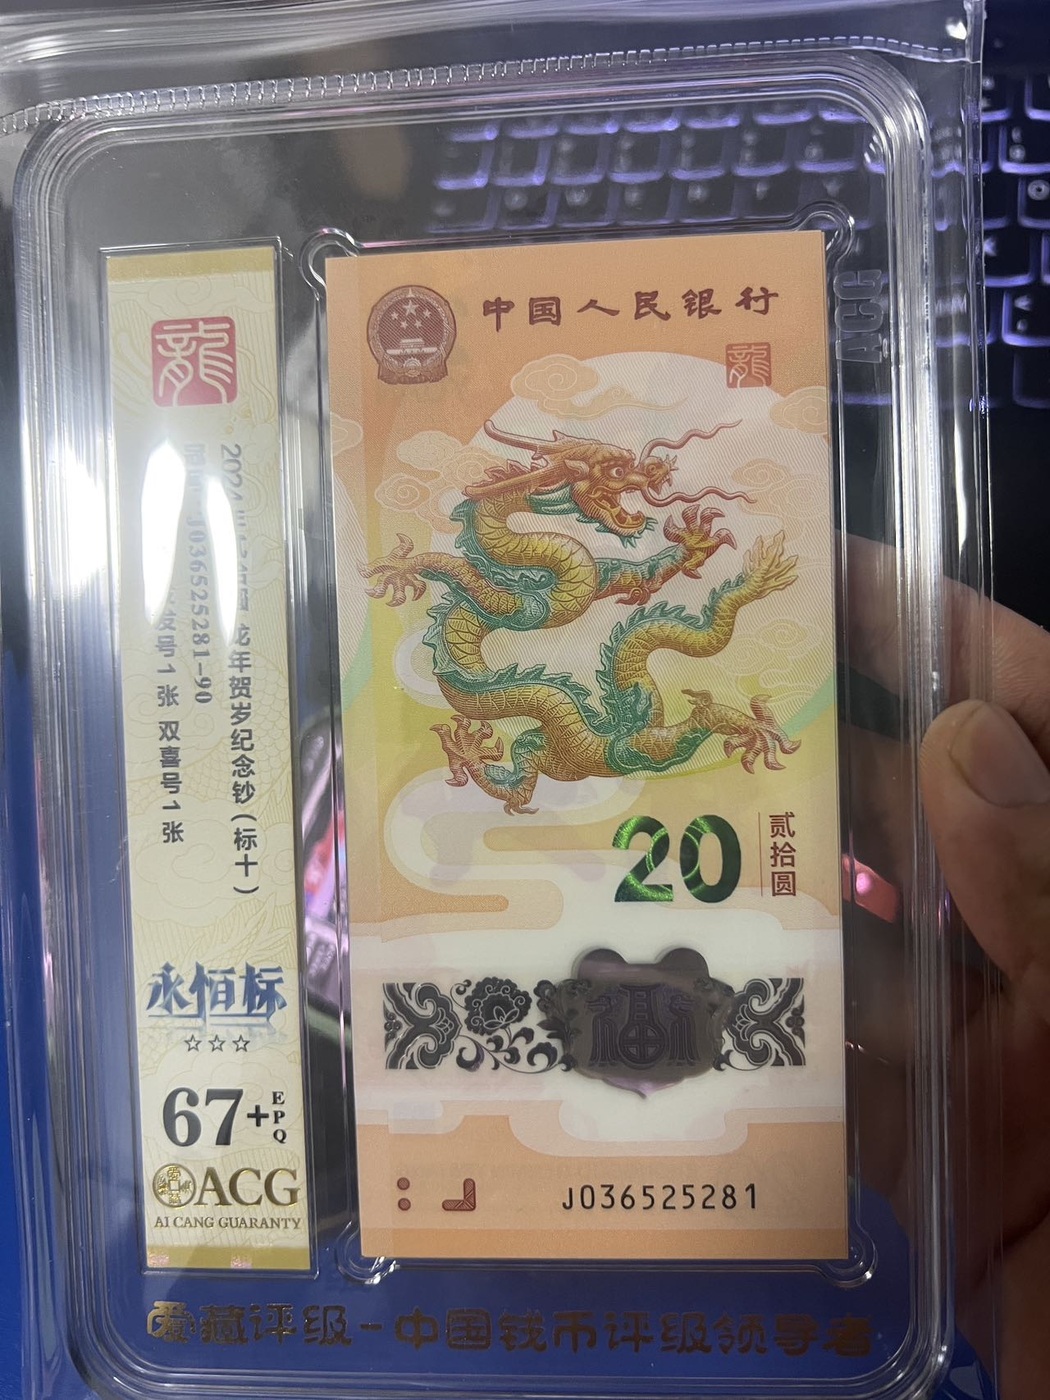 龍
龙年贺岁纪念钞（标十）
J036525281-90
发号1张 双喜号1张
永恒标
☆☆☆
67+EPQ
ACG
AI CANG GUARANTY
中国人民银行
龍
20
贰拾圆
福
J036525281
ACG
爱藏评级-中国钱币评级领导者